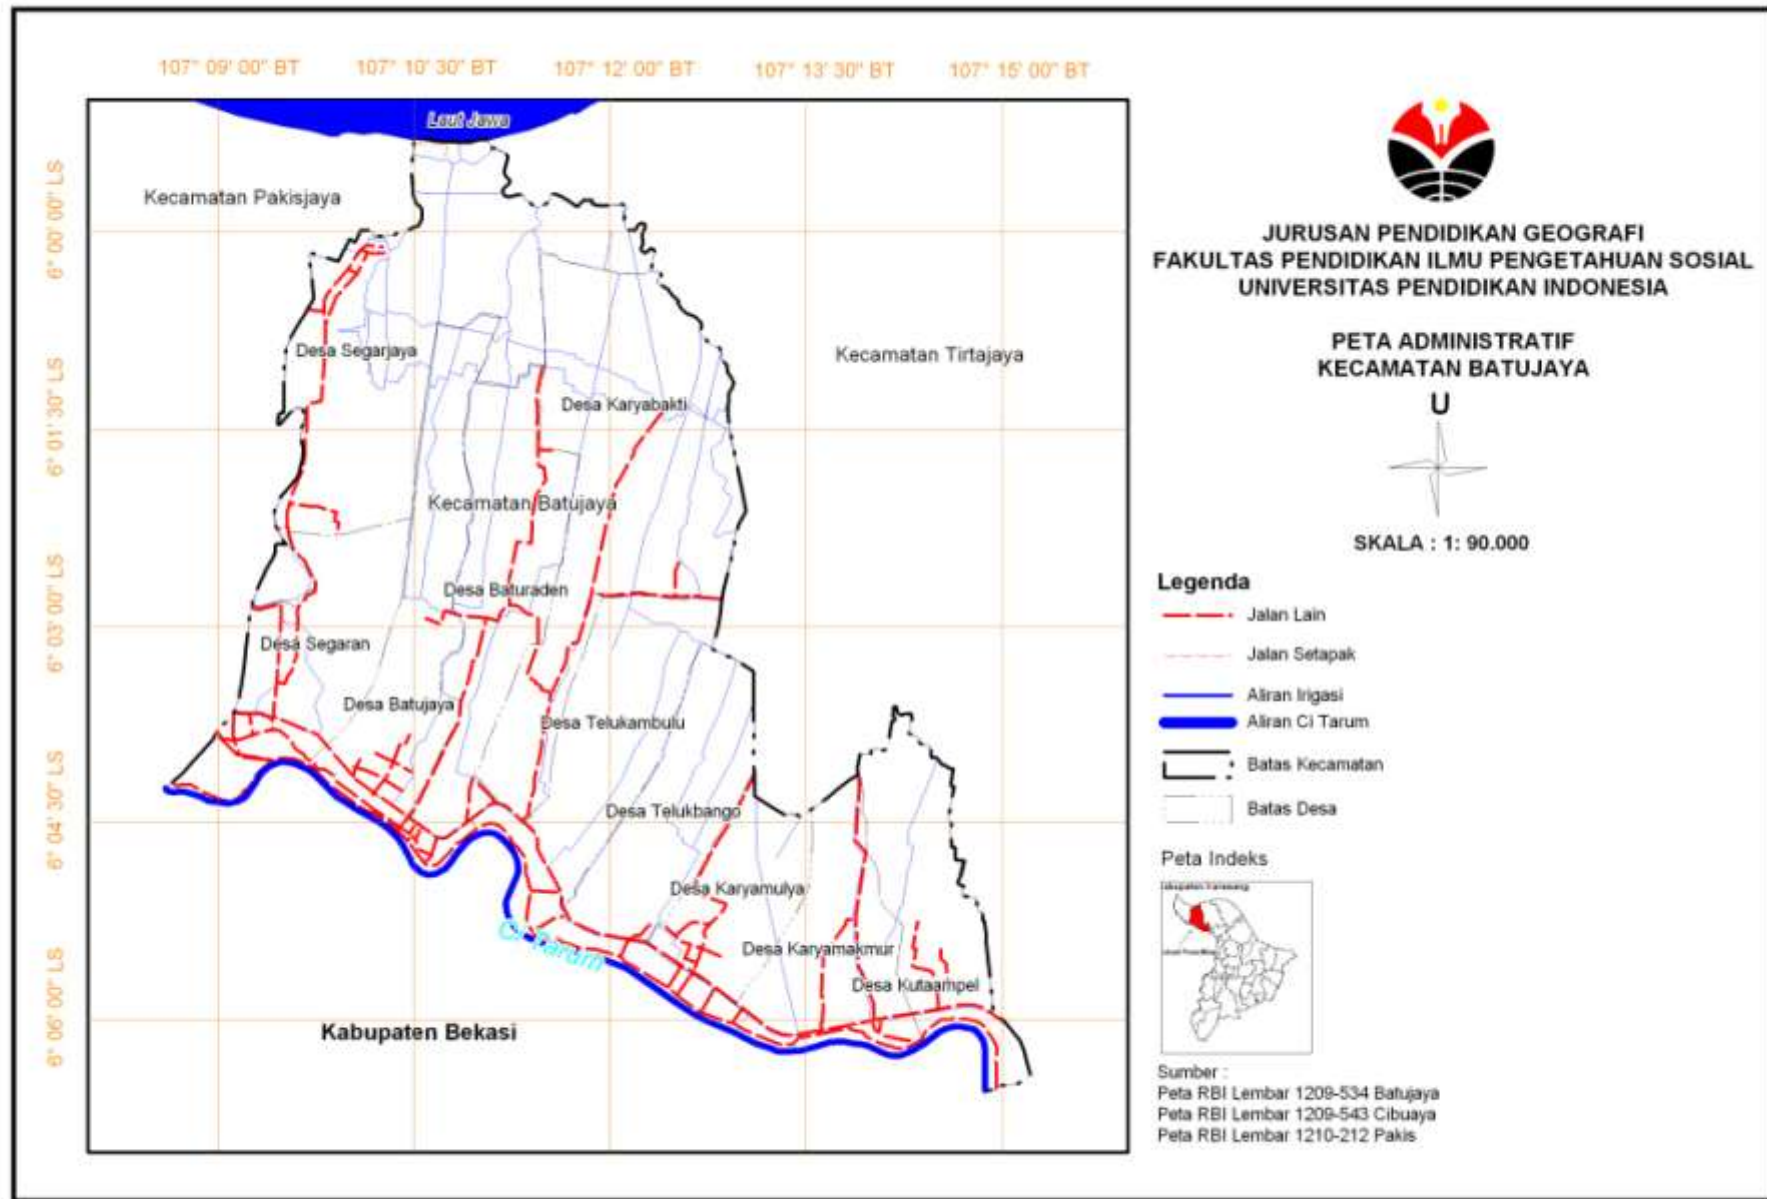 107° 09' 00" BT
107° 10' 30" BT
107° 12' 00" BT
107° 13' 30" BT
107° 15' 00" BT
6° 00' 00" LS
6° 01' 30" LS
6° 03' 00" LS
6° 04' 30" LS
6° 06' 00" LS
Laut Jawa
Kecamatan Pakisjaya
Kecamatan Tirtajaya
Desa Segarjaya
Desa Karyabakti
Kecamatan Batujaya
Desa Baturaden
Desa Segaran
Desa Batujaya
Desa Telukambulu
Desa Telukbango
Desa Karyamulya
Desa Karyamakmur
Desa Kutaampel
Ci Tarum
Kabupaten Bekasi
JURUSAN PENDIDIKAN GEOGRAFI
FAKULTAS PENDIDIKAN ILMU PENGETAHUAN SOSIAL
UNIVERSITAS PENDIDIKAN INDONESIA
PETA ADMINISTRATIF
KECAMATAN BATUJAYA
U
SKALA : 1: 90.000
Legenda
Jalan Lain
Jalan Setapak
Aliran Irigasi
Aliran Ci Tarum
Batas Kecamatan
Batas Desa
Peta Indeks
Sumber :
Peta RBI Lembar 1209-534 Batujaya
Peta RBI Lembar 1209-543 Cibuaya
Peta RBI Lembar 1210-212 Pakis